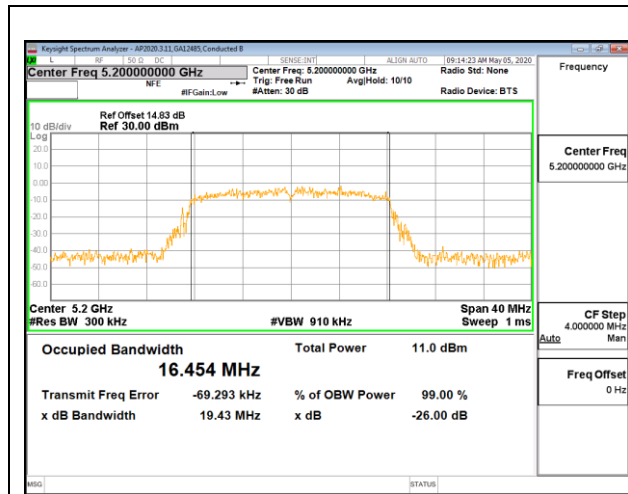 Keysight Spectrum Analyzer - AP2020.3.11,GA12485,Conducted B
L RF 50 Ω DC SENSE:INT ALIGN AUTO 09:14:23 AM May 05, 2020
Center Freq 5.200000000 GHz Center Freq: 5.200000000 GHz Radio Std: None
NFE Trig: Free Run Avg|Hold: 10/10
#IFGain:Low #Atten: 30 dB Radio Device: BTS
Frequency
Ref Offset 14.83 dB
10 dB/div Ref 30.00 dBm
Log
20.0
10.0
0.00
-10.0
-20.0
-30.0
-40.0
-50.0
-60.0
Center Freq
5.200000000 GHz
Center 5.2 GHz Span 40 MHz
#Res BW 300 kHz #VBW 910 kHz Sweep 1 ms
CF Step
4.000000 MHz
Auto Man
Occupied Bandwidth Total Power 11.0 dBm
16.454 MHz
Transmit Freq Error -69.293 kHz % of OBW Power 99.00 %
x dB Bandwidth 19.43 MHz x dB -26.00 dB
Freq Offset
0 Hz
MSG STATUS